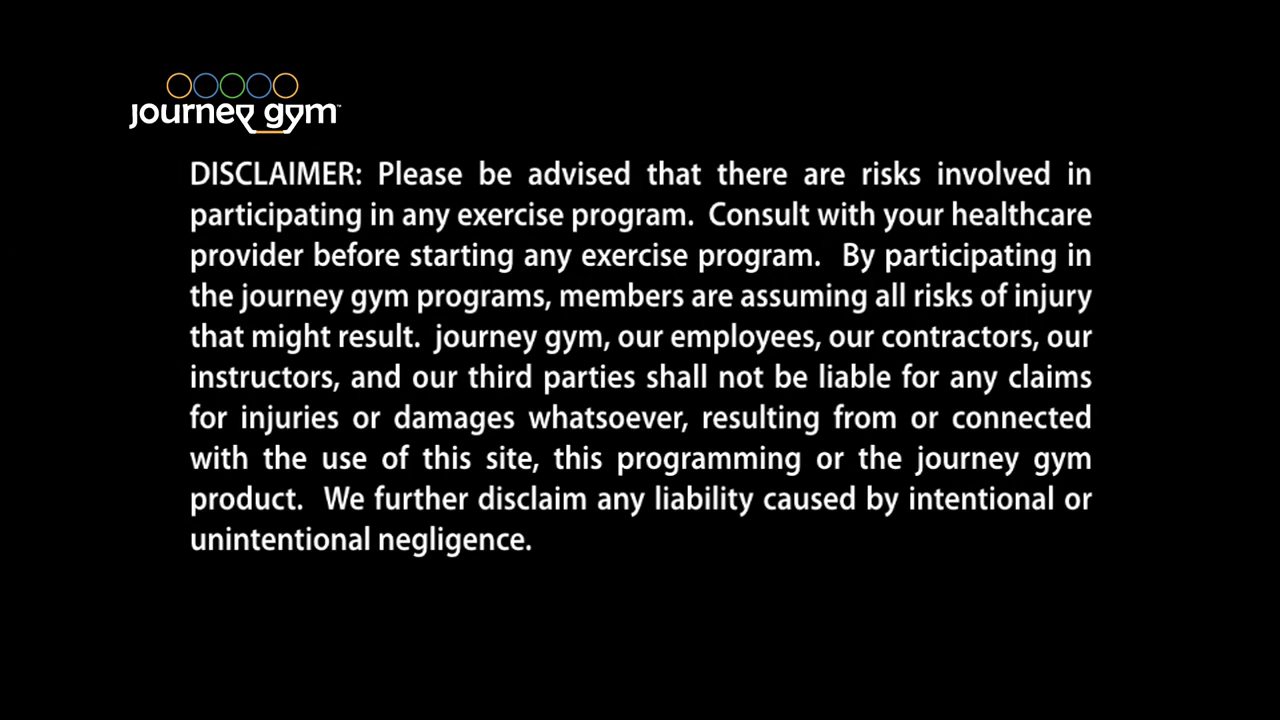 journey gym™
DISCLAIMER: Please be advised that there are risks involved in
participating in any exercise program. Consult with your healthcare
provider before starting any exercise program. By participating in
the journey gym programs, members are assuming all risks of injury
that might result. journey gym, our employees, our contractors, our
instructors, and our third parties shall not be liable for any claims
for injuries or damages whatsoever, resulting from or connected
with the use of this site, this programming or the journey gym
product. We further disclaim any liability caused by intentional or
unintentional negligence.